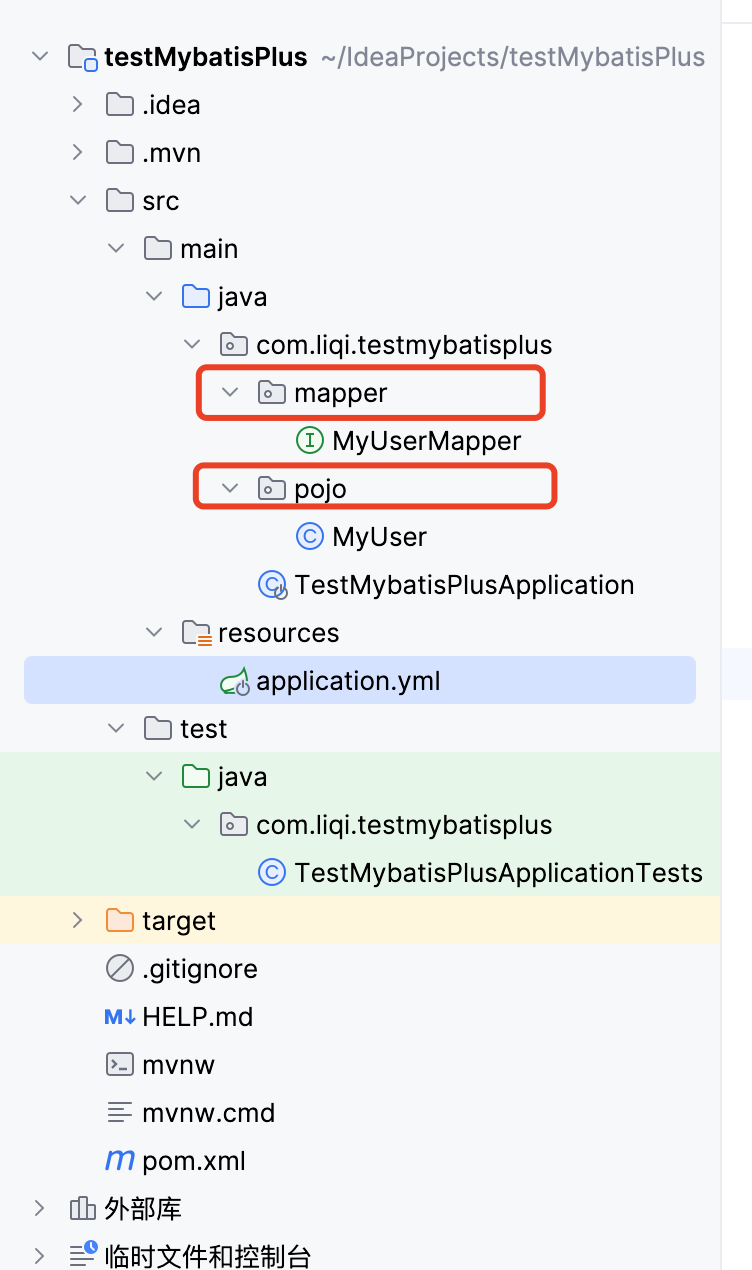 testMybatisPlus ~/IdeaProjects/testMybatisPlus
.idea
.mvn
src
main
java
com.liqi.testmybatisplus
mapper
MyUserMapper
pojo
MyUser
TestMybatisPlusApplication
resources
application.yml
test
java
com.liqi.testmybatisplus
TestMybatisPlusApplicationTests
target
.gitignore
HELP.md
mvnw
mvnw.cmd
pom.xml
外部库
临时文件和控制台